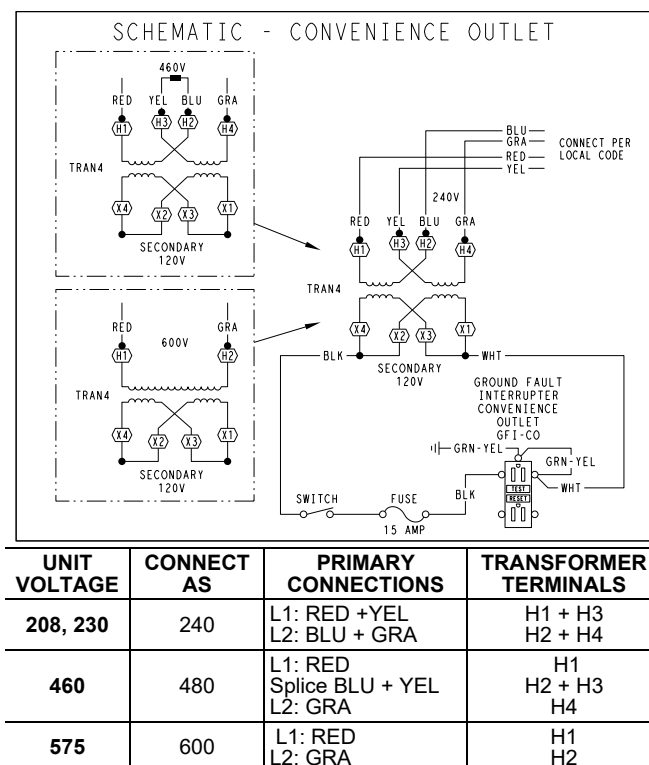 SCHEMATIC - CONVENIENCE OUTLET
460V
RED YEL BLU GRA
H1 H3 H2 H4
TRAN4
X4 X2 X3 X1
SECONDARY
120V
RED GRA
600V
H1 H2
TRAN4
X4 X2 X3 X1
SECONDARY
120V
BLU
GRA
RED
YEL
CONNECT PER
LOCAL CODE
240V
RED YEL BLU GRA
H1 H3 H2 H4
TRAN4
X4 X2 X3 X1
BLK
WHT
SECONDARY
120V
GROUND FAULT
INTERRUPTER
CONVENIENCE
OUTLET
GFI-CO
GRN-YEL
GRN-YEL
WHT
TEST
RESET
BLK
SWITCH
FUSE
15 AMP
UNIT VOLTAGE | CONNECT AS | PRIMARY CONNECTIONS | TRANSFORMER TERMINALS
208, 230 | 240 | L1: RED +YEL | H1 + H3
L2: BLU + GRA | H2 + H4
460 | 480 | L1: RED | H1
Splice BLU + YEL | H2 + H3
L2: GRA | H4
575 | 600 | L1: RED | H1
L2: GRA | H2